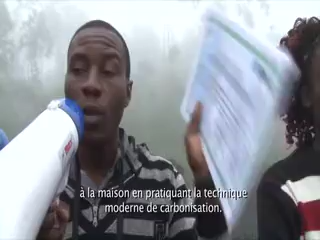 à la maison en pratiquant la technique
moderne de carbonisation.